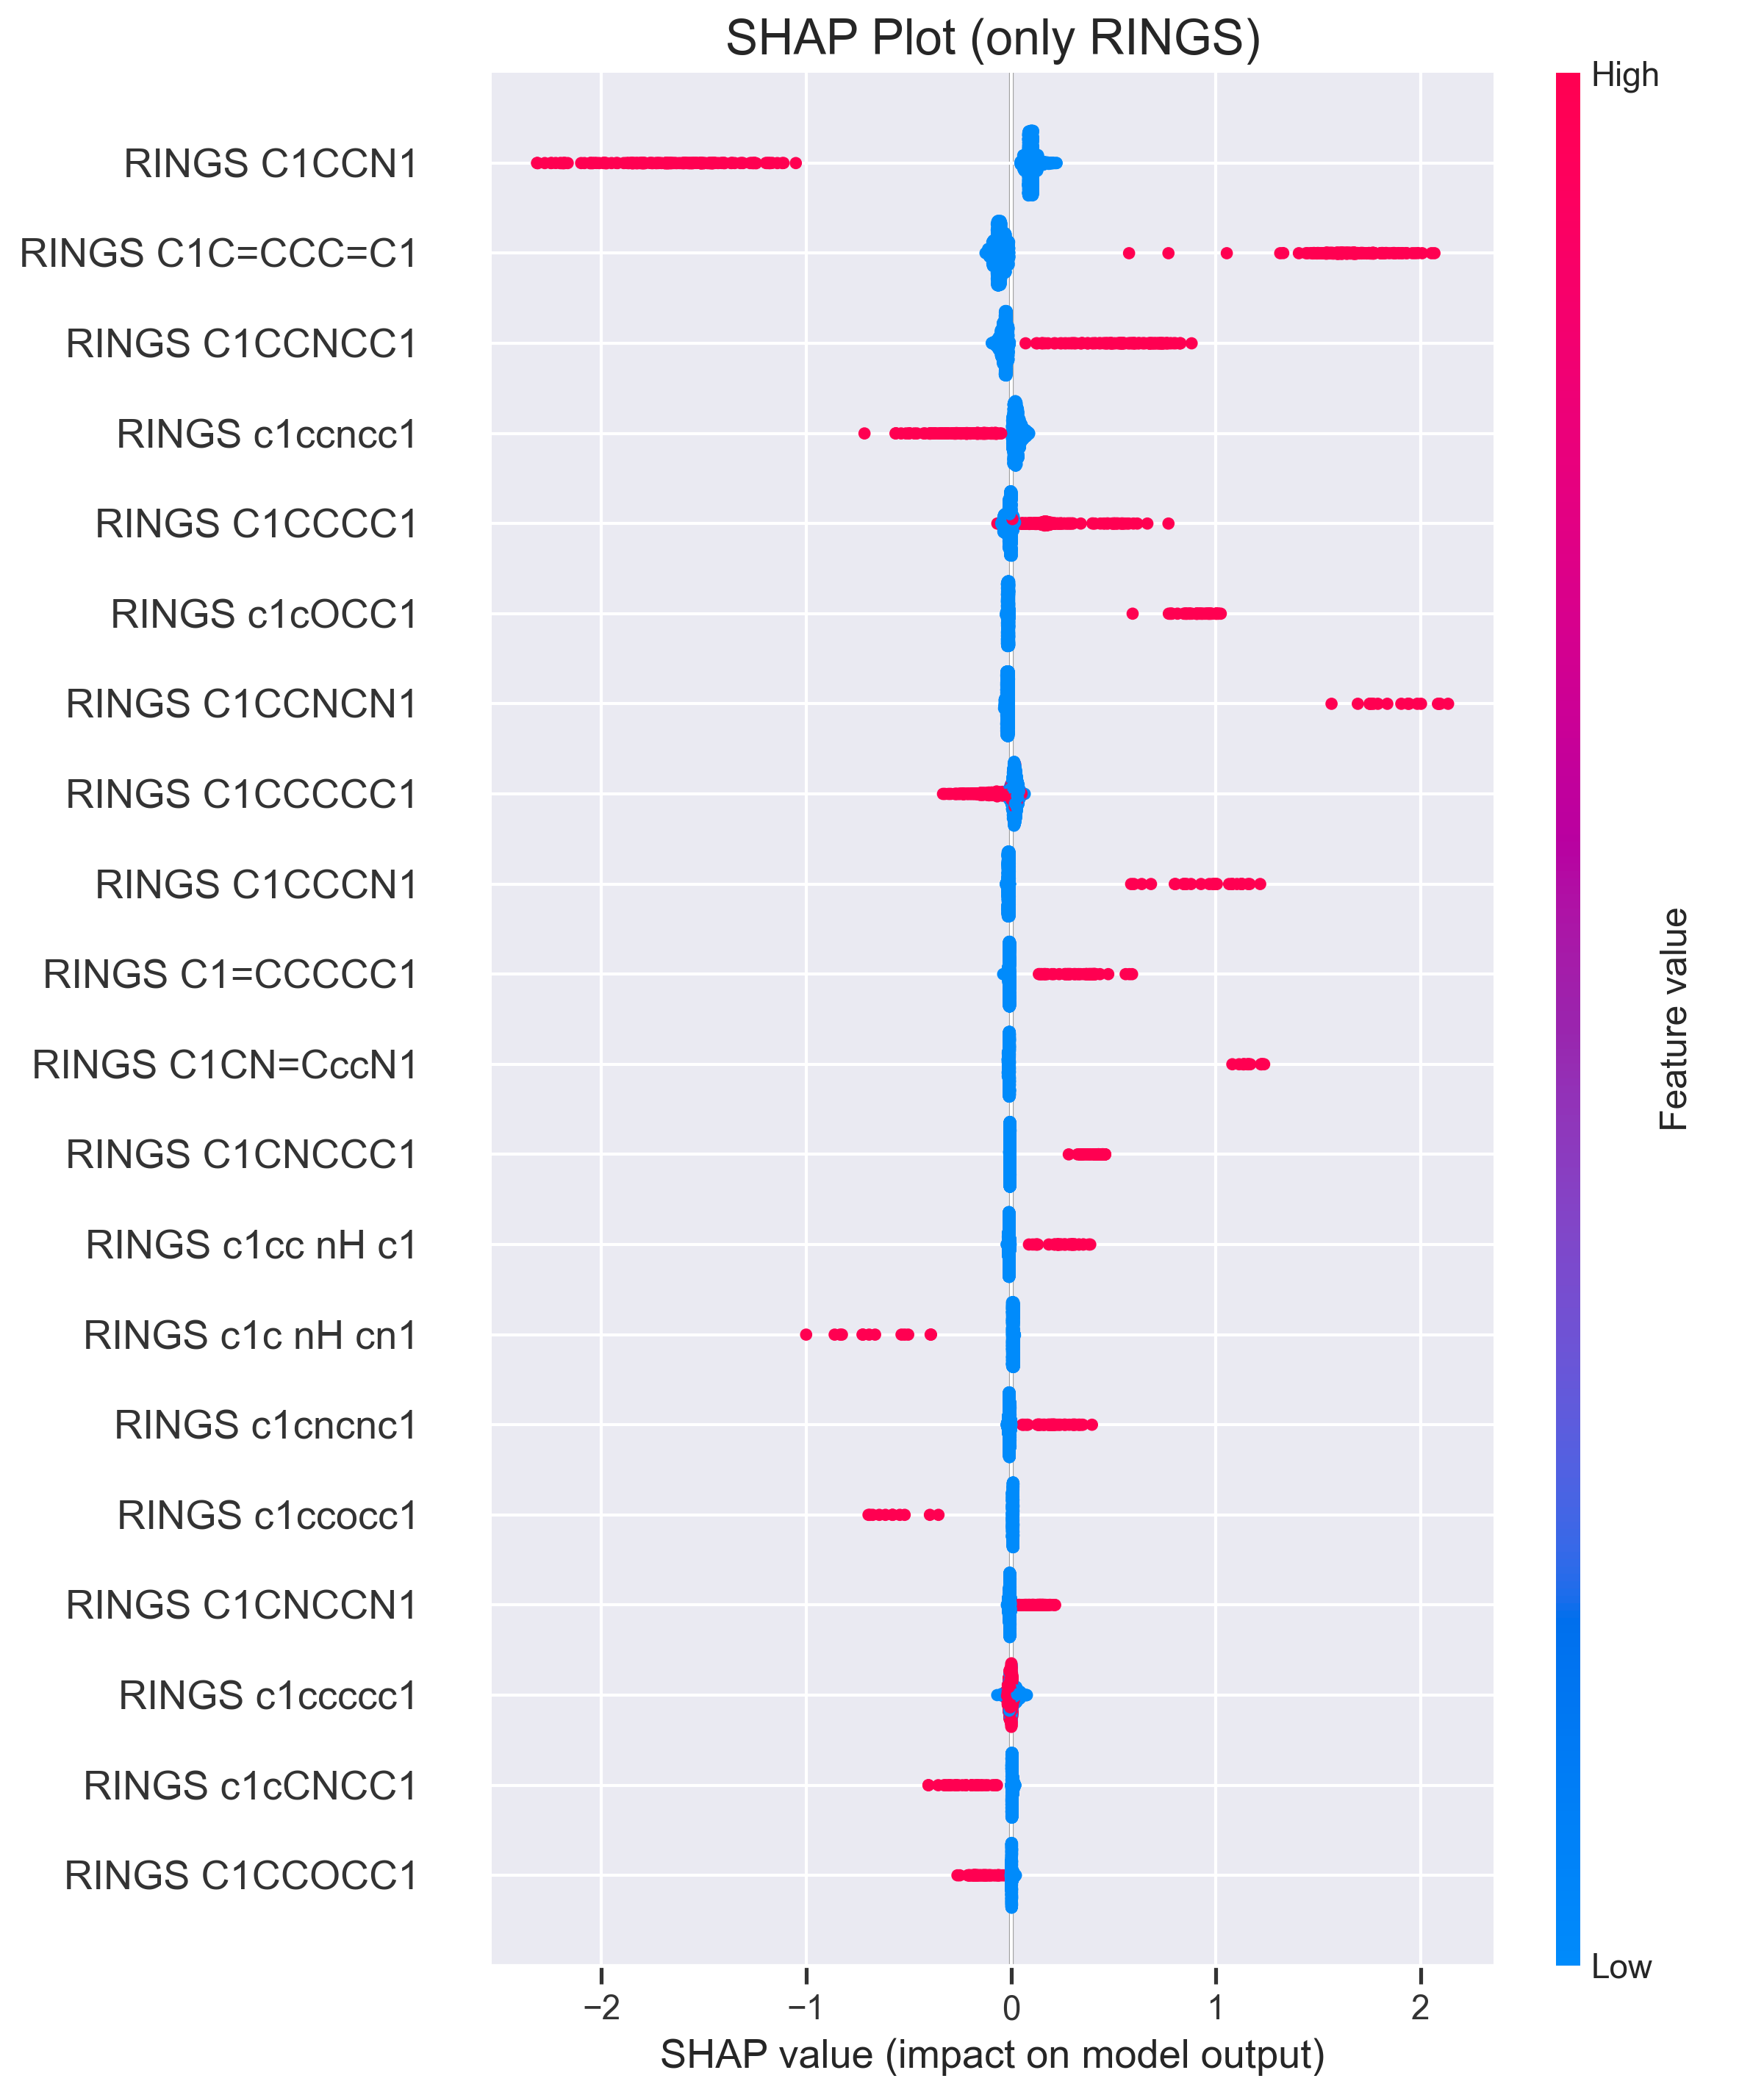 SHAP Plot (only RINGS)
High
RINGS C1CCN1
RINGS C1C=CCC=C1
RINGS C1CCNCC1
RINGS c1ccncc1
RINGS C1CCCC1
RINGS c1cOCC1
RINGS C1CCNCN1
RINGS C1CCCCC1
RINGS C1CCCN1
RINGS C1=CCCCC1
RINGS C1CN=CccN1
RINGS C1CNCCC1
RINGS c1cc nH c1
RINGS c1c nH cn1
RINGS c1cncnc1
RINGS c1ccocc1
RINGS C1CNCCN1
RINGS c1ccccc1
RINGS c1cCNCC1
RINGS C1CCOCC1
Feature value
Low
−2 −1 0 1 2
SHAP value (impact on model output)